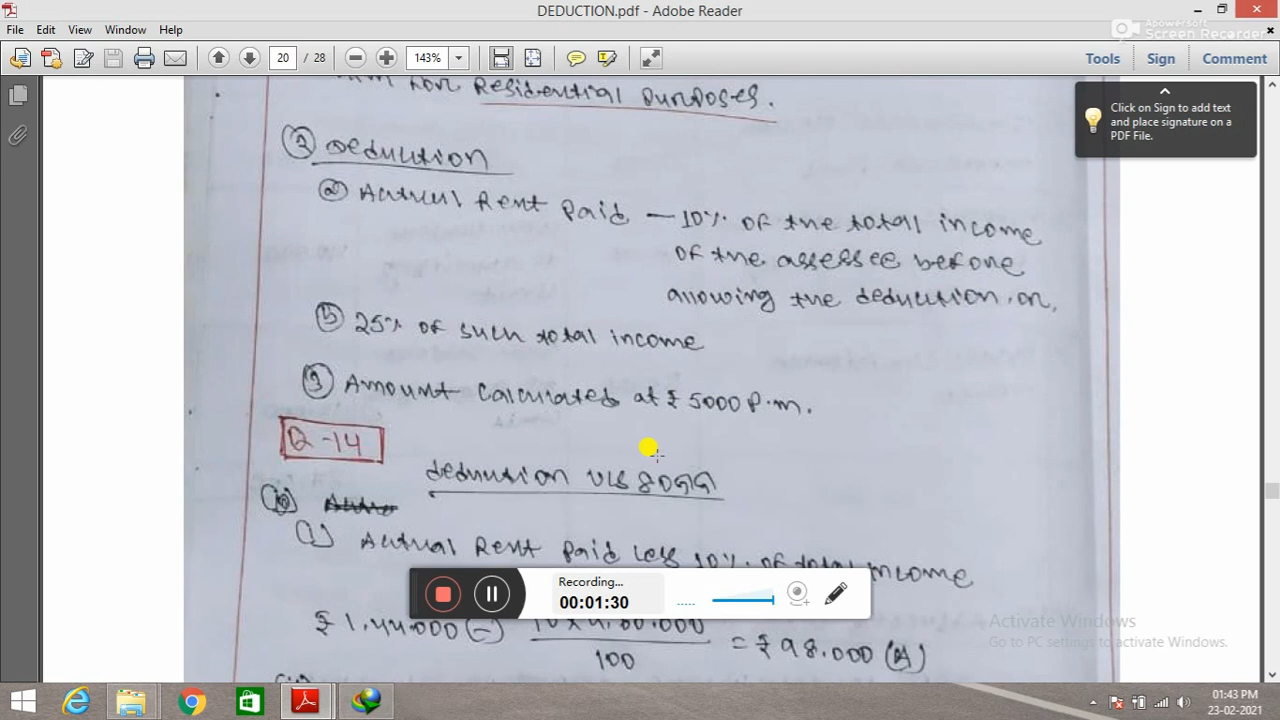 DEDUCTION.pdf - Adobe Reader
File Edit View Window Help
Apowersoft
Screen Recorder
20 / 28 143% Tools Sign Comment
Click on Sign to add text
and place signature on a
PDF File.
Residential purposes.
③ Deduction
ⓐ Actual Rent Paid — 10% of the total income
of the assessee before
allowing the deduction, or,
ⓑ 25% of such total income
③ Amount calculated at ₹ 5000 P.m.
Q-14
deduction u/s 80GG
Actual Rent Paid Less 10% of total income
₹ 1,44,000 (-)
100
= ₹ 98,000 (A)
Recording...
00:01:30
Activate Windows
Go to PC settings to activate Windows.
01:43 PM
23-02-2021